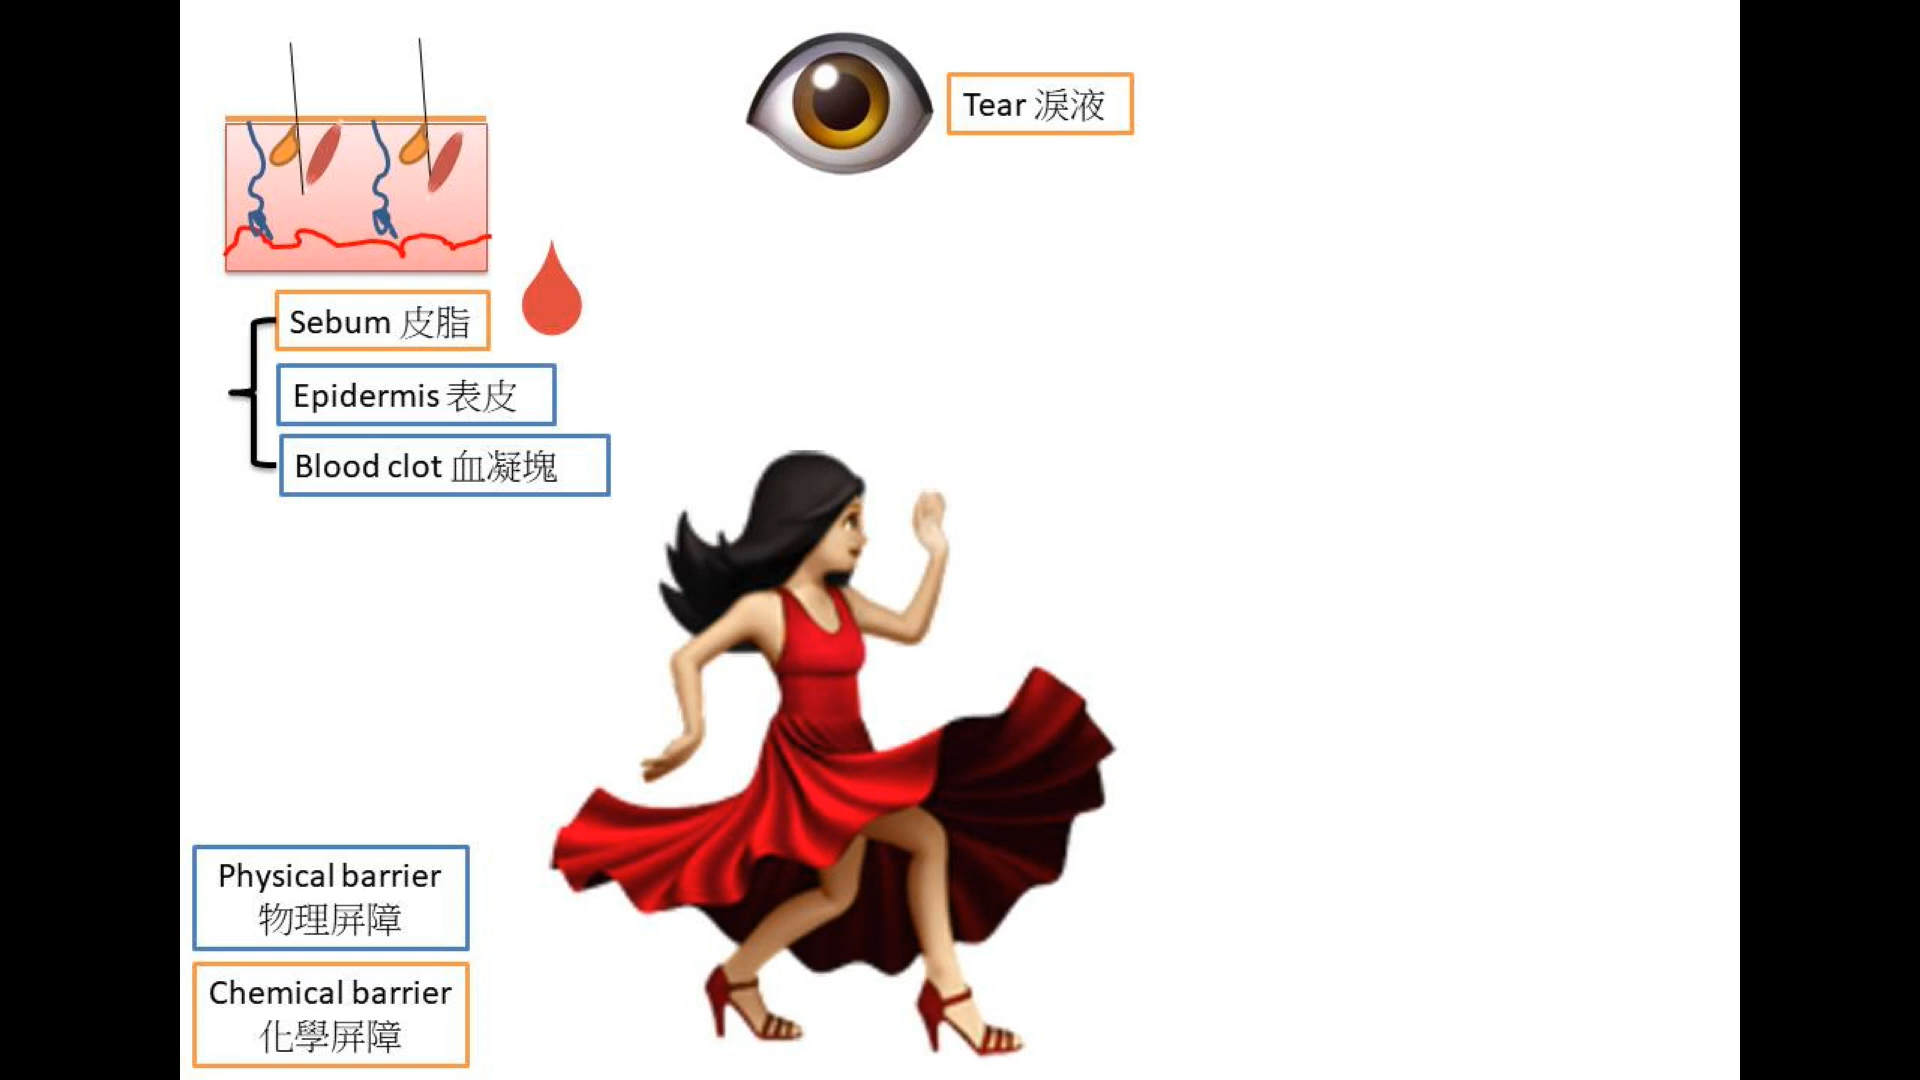 Tear 淚液
Sebum 皮脂
Epidermis 表皮
Blood clot 血凝塊
Physical barrier
物理屏障
Chemical barrier
化學屏障